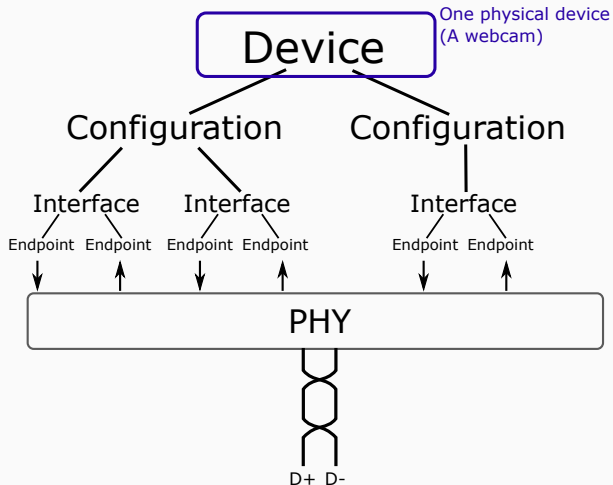 One physical device
(A webcam)
Device
Configuration Configuration
Interface Interface Interface
Endpoint Endpoint Endpoint Endpoint Endpoint Endpoint
PHY
D+ D-